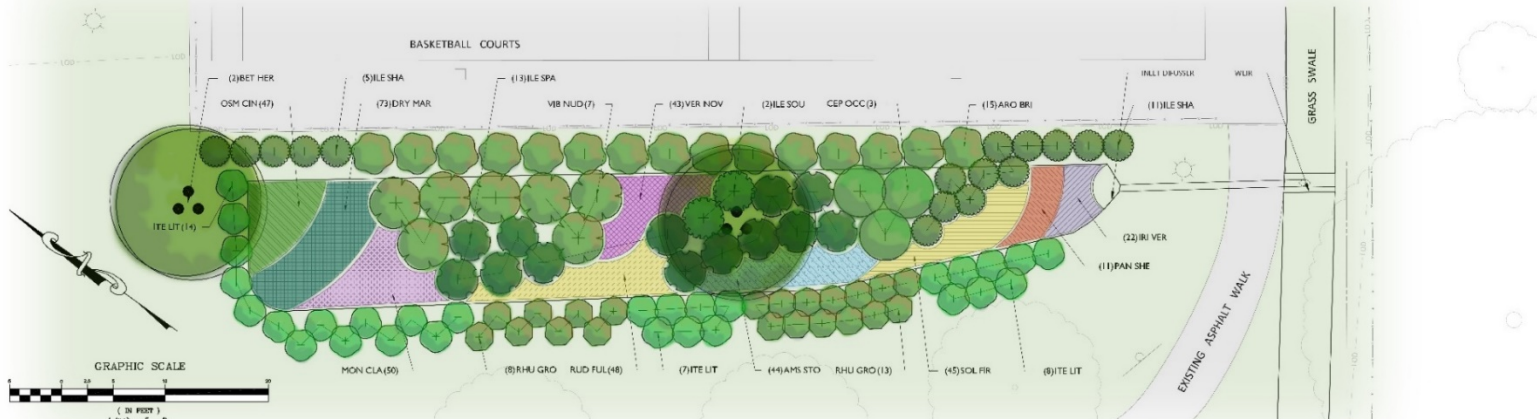 BASKETBALL COURTS
INLET DIFUSSER
WEIR
GRASS SWALE
(2)BET HER
(5)ILE SHA
(13)ILE SPA
OSM CIN(47)
(73)DRY MAR
VIB NUD(7)
(43)VER NOV
(2)ILE SOU
CEP OCC(3)
(15)ARO BRI
(11)ILE SHA
ITE LIT(14)
(22)IRI VER
(11)PAN SHE
EXISTING ASPHALT WALK
GRAPHIC SCALE
MON CLA(50)
(8)RHU GRO
RUD FUL(48)
(7)ITE LIT
(44)AMS STO
RHU GRO(13)
(45)SOL FIR
(8)ITE LIT
( IN FEET )